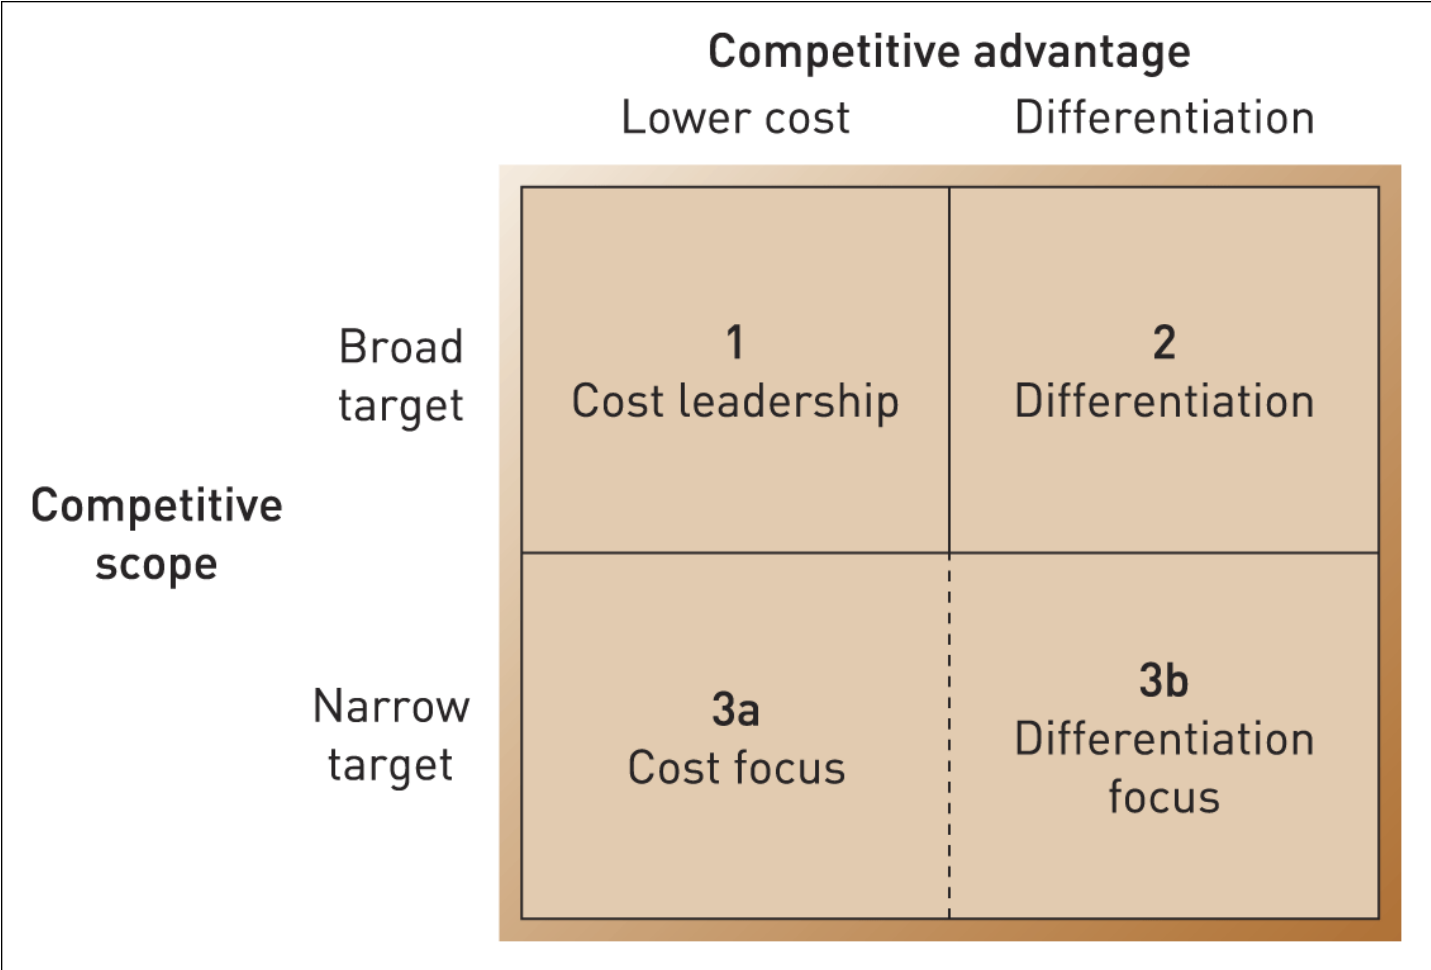 Competitive advantage
Lower cost
Differentiation
Broad
target
1
Cost leadership
2
Differentiation
Competitive
scope
Narrow
target
3a
Cost focus
3b
Differentiation
focus